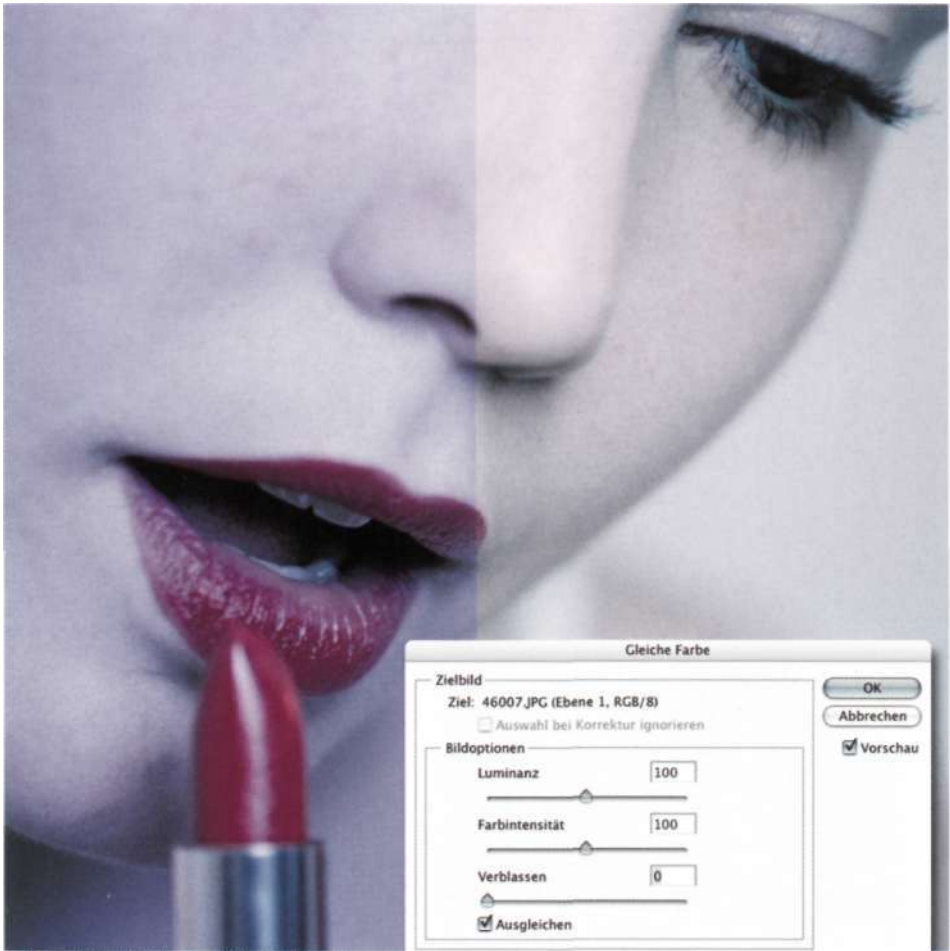 Gleiche Farbe
Zielbild
Ziel: 46007.JPG (Ebene 1, RGB/8)
Auswahl bei Korrektur ignorieren
Bildoptionen
Luminanz 100
Farbintensität 100
Verblassen 0
Ausgleichen
OK
Abbrechen
Vorschau